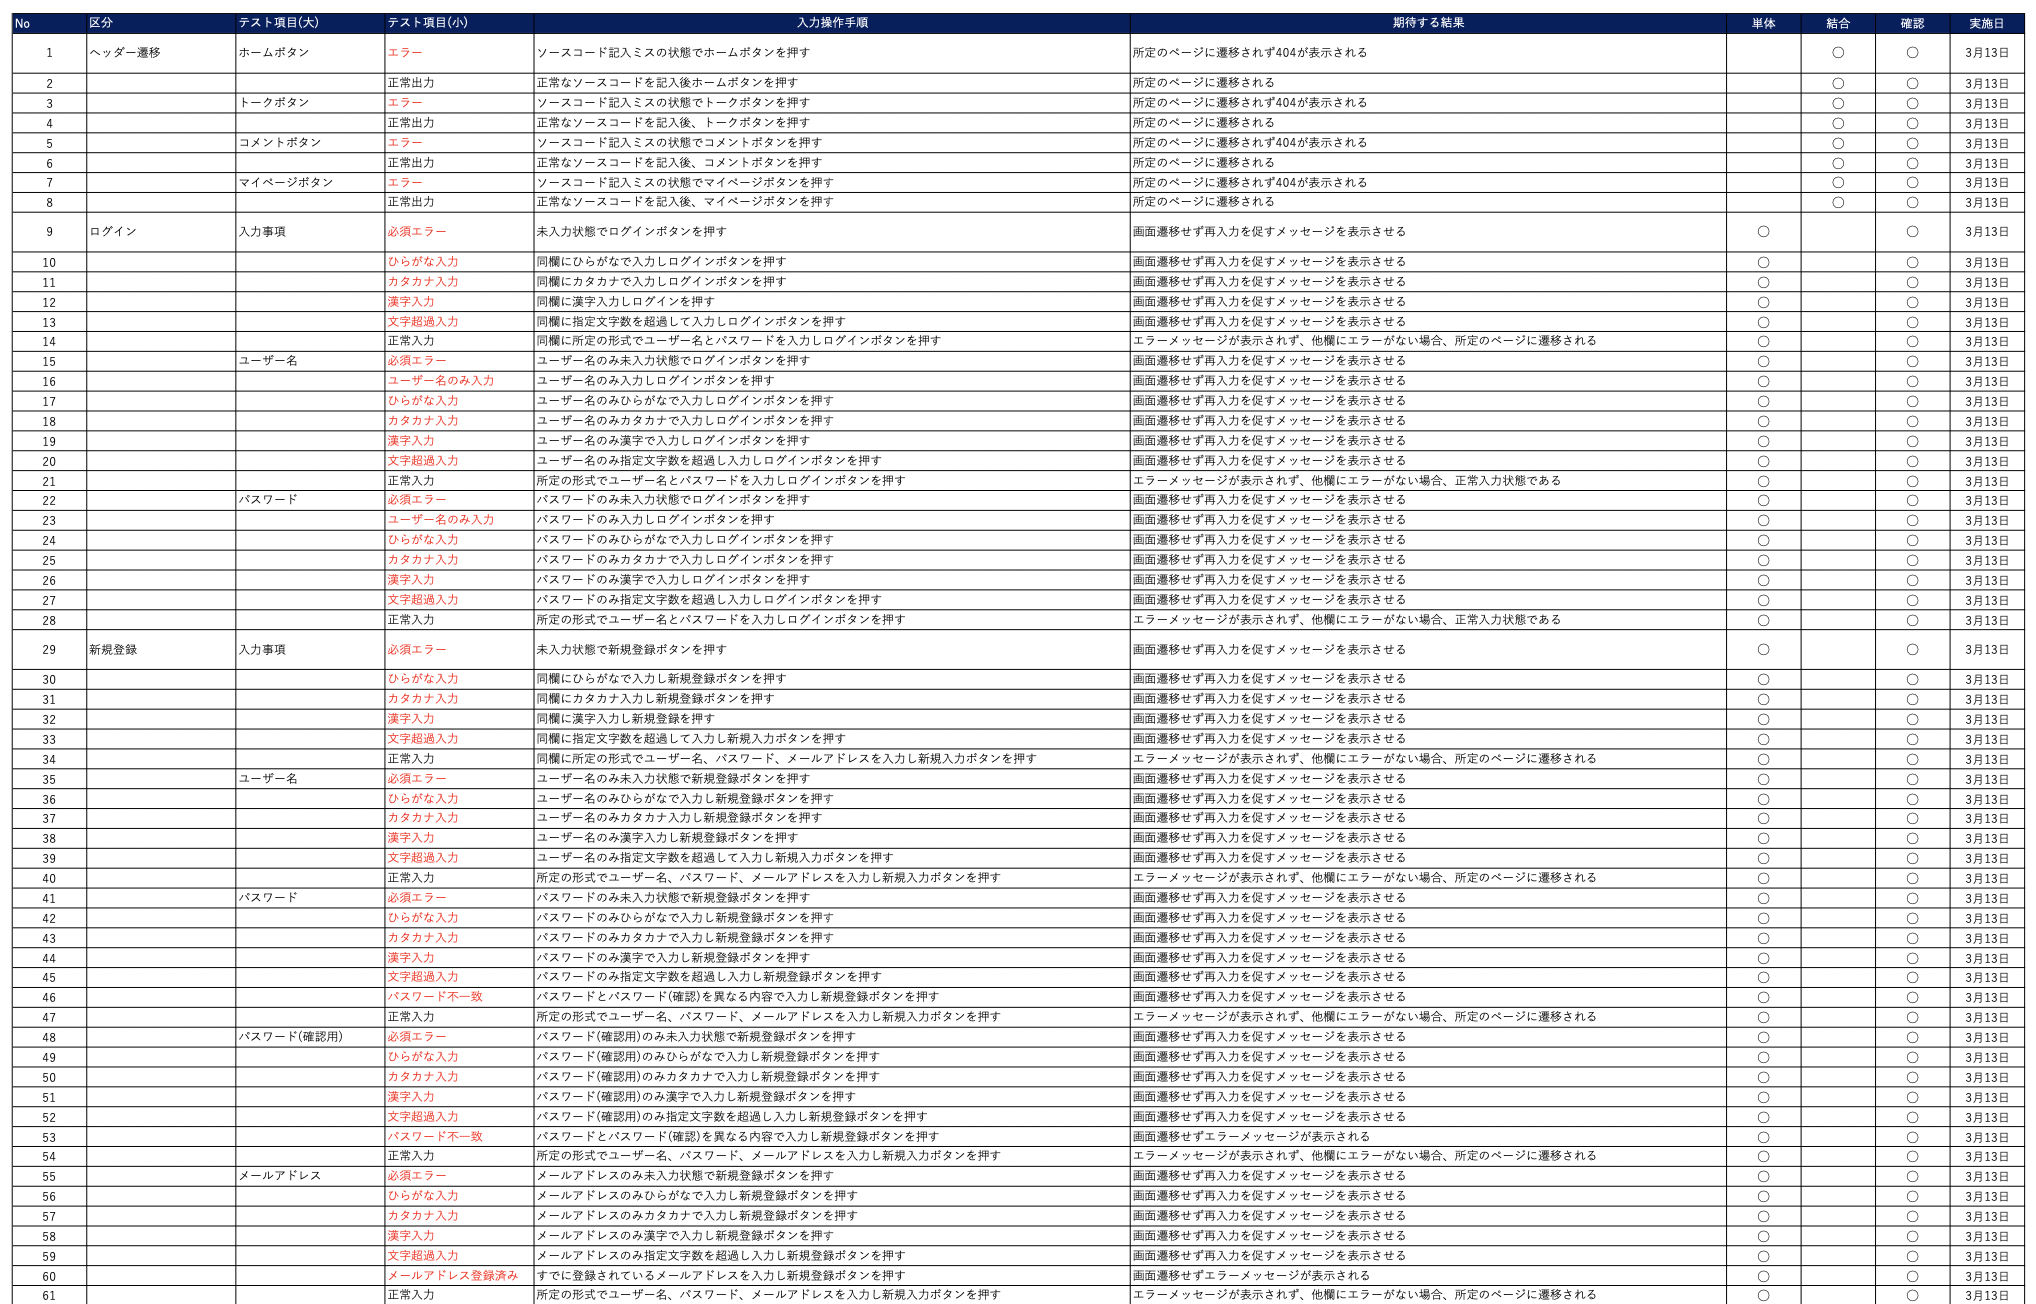 No 区分 テスト項目(大) テスト項目(小) 入力操作手順 期待する結果 単体 結合 確認 実施日
1 ヘッダー遷移 ホームボタン エラー ソースコード記入ミスの状態でホームボタンを押す 所定のページに遷移されず404が表示される 〇 〇 3月13日
2 正常出力 正常なソースコードを記入後ホームボタンを押す 所定のページに遷移される 〇 〇 3月13日
3 トークボタン エラー ソースコード記入ミスの状態でトークボタンを押す 所定のページに遷移されず404が表示される 〇 〇 3月13日
4 正常出力 正常なソースコードを記入後、トークボタンを押す 所定のページに遷移される 〇 〇 3月13日
5 コメントボタン エラー ソースコード記入ミスの状態でコメントボタンを押す 所定のページに遷移されず404が表示される 〇 〇 3月13日
6 正常出力 正常なソースコードを記入後、コメントボタンを押す 所定のページに遷移される 〇 〇 3月13日
7 マイページボタン エラー ソースコード記入ミスの状態でマイページボタンを押す 所定のページに遷移されず404が表示される 〇 〇 3月13日
8 正常出力 正常なソースコードを記入後、マイページボタンを押す 所定のページに遷移される 〇 〇 3月13日
9 ログイン 入力事項 必須エラー 未入力状態でログインボタンを押す 画面遷移せず再入力を促すメッセージを表示させる 〇 〇 3月13日
10 ひらがな入力 同欄にひらがなで入力しログインボタンを押す 画面遷移せず再入力を促すメッセージを表示させる 〇 〇 3月13日
11 カタカナ入力 同欄にカタカナで入力しログインボタンを押す 画面遷移せず再入力を促すメッセージを表示させる 〇 〇 3月13日
12 漢字入力 同欄に漢字入力しログインを押す 画面遷移せず再入力を促すメッセージを表示させる 〇 〇 3月13日
13 文字超過入力 同欄に指定文字数を超過して入力しログインボタンを押す 画面遷移せず再入力を促すメッセージを表示させる 〇 〇 3月13日
14 正常入力 同欄に所定の形式でユーザー名とパスワードを入力しログインボタンを押す エラーメッセージが表示されず、他欄にエラーがない場合、所定のページに遷移される 〇 〇 3月13日
15 ユーザー名 必須エラー ユーザー名のみ未入力状態でログインボタンを押す 画面遷移せず再入力を促すメッセージを表示させる 〇 〇 3月13日
16 ユーザー名のみ入力 ユーザー名のみ入力しログインボタンを押す 画面遷移せず再入力を促すメッセージを表示させる 〇 〇 3月13日
17 ひらがな入力 ユーザー名のみひらがなで入力しログインボタンを押す 画面遷移せず再入力を促すメッセージを表示させる 〇 〇 3月13日
18 カタカナ入力 ユーザー名のみカタカナで入力しログインボタンを押す 画面遷移せず再入力を促すメッセージを表示させる 〇 〇 3月13日
19 漢字入力 ユーザー名のみ漢字で入力しログインボタンを押す 画面遷移せず再入力を促すメッセージを表示させる 〇 〇 3月13日
20 文字超過入力 ユーザー名のみ指定文字数を超過し入力しログインボタンを押す 画面遷移せず再入力を促すメッセージを表示させる 〇 〇 3月13日
21 正常入力 所定の形式でユーザー名とパスワードを入力しログインボタンを押す エラーメッセージが表示されず、他欄にエラーがない場合、正常入力状態である 〇 〇 3月13日
22 パスワード 必須エラー パスワードのみ未入力状態でログインボタンを押す 画面遷移せず再入力を促すメッセージを表示させる 〇 〇 3月13日
23 ユーザー名のみ入力 パスワードのみ入力しログインボタンを押す 画面遷移せず再入力を促すメッセージを表示させる 〇 〇 3月13日
24 ひらがな入力 パスワードのみひらがなで入力しログインボタンを押す 画面遷移せず再入力を促すメッセージを表示させる 〇 〇 3月13日
25 カタカナ入力 パスワードのみカタカナで入力しログインボタンを押す 画面遷移せず再入力を促すメッセージを表示させる 〇 〇 3月13日
26 漢字入力 パスワードのみ漢字で入力しログインボタンを押す 画面遷移せず再入力を促すメッセージを表示させる 〇 〇 3月13日
27 文字超過入力 パスワードのみ指定文字数を超過し入力しログインボタンを押す 画面遷移せず再入力を促すメッセージを表示させる 〇 〇 3月13日
28 正常入力 所定の形式でユーザー名とパスワードを入力しログインボタンを押す エラーメッセージが表示されず、他欄にエラーがない場合、正常入力状態である 〇 〇 3月13日
29 新規登録 入力事項 必須エラー 未入力状態で新規登録ボタンを押す 画面遷移せず再入力を促すメッセージを表示させる 〇 〇 3月13日
30 ひらがな入力 同欄にひらがなで入力し新規登録ボタンを押す 画面遷移せず再入力を促すメッセージを表示させる 〇 〇 3月13日
31 カタカナ入力 同欄にカタカナ入力し新規登録ボタンを押す 画面遷移せず再入力を促すメッセージを表示させる 〇 〇 3月13日
32 漢字入力 同欄に漢字入力し新規登録を押す 画面遷移せず再入力を促すメッセージを表示させる 〇 〇 3月13日
33 文字超過入力 同欄に指定文字数を超過して入力し新規入力ボタンを押す 画面遷移せず再入力を促すメッセージを表示させる 〇 〇 3月13日
34 正常入力 同欄に所定の形式でユーザー名、パスワード、メールアドレスを入力し新規入力ボタンを押す エラーメッセージが表示されず、他欄にエラーがない場合、所定のページに遷移される 〇 〇 3月13日
35 ユーザー名 必須エラー ユーザー名のみ未入力状態で新規登録ボタンを押す 画面遷移せず再入力を促すメッセージを表示させる 〇 〇 3月13日
36 ひらがな入力 ユーザー名のみひらがなで入力し新規登録ボタンを押す 画面遷移せず再入力を促すメッセージを表示させる 〇 〇 3月13日
37 カタカナ入力 ユーザー名のみカタカナ入力し新規登録ボタンを押す 画面遷移せず再入力を促すメッセージを表示させる 〇 〇 3月13日
38 漢字入力 ユーザー名のみ漢字入力し新規登録ボタンを押す 画面遷移せず再入力を促すメッセージを表示させる 〇 〇 3月13日
39 文字超過入力 ユーザー名のみ指定文字数を超過して入力し新規入力ボタンを押す 画面遷移せず再入力を促すメッセージを表示させる 〇 〇 3月13日
40 正常入力 所定の形式でユーザー名、パスワード、メールアドレスを入力し新規入力ボタンを押す エラーメッセージが表示されず、他欄にエラーがない場合、所定のページに遷移される 〇 〇 3月13日
41 パスワード 必須エラー パスワードのみ未入力状態で新規登録ボタンを押す 画面遷移せず再入力を促すメッセージを表示させる 〇 〇 3月13日
42 ひらがな入力 パスワードのみひらがなで入力し新規登録ボタンを押す 画面遷移せず再入力を促すメッセージを表示させる 〇 〇 3月13日
43 カタカナ入力 パスワードのみカタカナで入力し新規登録ボタンを押す 画面遷移せず再入力を促すメッセージを表示させる 〇 〇 3月13日
44 漢字入力 パスワードのみ漢字で入力し新規登録ボタンを押す 画面遷移せず再入力を促すメッセージを表示させる 〇 〇 3月13日
45 文字超過入力 パスワードのみ指定文字数を超過し入力し新規登録ボタンを押す 画面遷移せず再入力を促すメッセージを表示させる 〇 〇 3月13日
46 パスワード不一致 パスワードとパスワード(確認)を異なる内容で入力し新規登録ボタンを押す 画面遷移せず再入力を促すメッセージを表示させる 〇 〇 3月13日
47 正常入力 所定の形式でユーザー名、パスワード、メールアドレスを入力し新規入力ボタンを押す エラーメッセージが表示されず、他欄にエラーがない場合、所定のページに遷移される 〇 〇 3月13日
48 パスワード(確認用) 必須エラー パスワード(確認用)のみ未入力状態で新規登録ボタンを押す 画面遷移せず再入力を促すメッセージを表示させる 〇 〇 3月13日
49 ひらがな入力 パスワード(確認用)のみひらがなで入力し新規登録ボタンを押す 画面遷移せず再入力を促すメッセージを表示させる 〇 〇 3月13日
50 カタカナ入力 パスワード(確認用)のみカタカナで入力し新規登録ボタンを押す 画面遷移せず再入力を促すメッセージを表示させる 〇 〇 3月13日
51 漢字入力 パスワード(確認用)のみ漢字で入力し新規登録ボタンを押す 画面遷移せず再入力を促すメッセージを表示させる 〇 〇 3月13日
52 文字超過入力 パスワード(確認用)のみ指定文字数を超過し入力し新規登録ボタンを押す 画面遷移せず再入力を促すメッセージを表示させる 〇 〇 3月13日
53 パスワード不一致 パスワードとパスワード(確認)を異なる内容で入力し新規登録ボタンを押す 画面遷移せずエラーメッセージが表示される 〇 〇 3月13日
54 正常入力 所定の形式でユーザー名、パスワード、メールアドレスを入力し新規入力ボタンを押す エラーメッセージが表示されず、他欄にエラーがない場合、所定のページに遷移される 〇 〇 3月13日
55 メールアドレス 必須エラー メールアドレスのみ未入力状態で新規登録ボタンを押す 画面遷移せず再入力を促すメッセージを表示させる 〇 〇 3月13日
56 ひらがな入力 メールアドレスのみひらがなで入力し新規登録ボタンを押す 画面遷移せず再入力を促すメッセージを表示させる 〇 〇 3月13日
57 カタカナ入力 メールアドレスのみカタカナで入力し新規登録ボタンを押す 画面遷移せず再入力を促すメッセージを表示させる 〇 〇 3月13日
58 漢字入力 メールアドレスのみ漢字で入力し新規登録ボタンを押す 画面遷移せず再入力を促すメッセージを表示させる 〇 〇 3月13日
59 文字超過入力 メールアドレスのみ指定文字数を超過し入力し新規登録ボタンを押す 画面遷移せず再入力を促すメッセージを表示させる 〇 〇 3月13日
60 メールアドレス登録済み すでに登録されているメールアドレスを入力し新規登録ボタンを押す 画面遷移せずエラーメッセージが表示される 〇 〇 3月13日
61 正常入力 所定の形式でユーザー名、パスワード、メールアドレスを入力し新規入力ボタンを押す エラーメッセージが表示されず、他欄にエラーがない場合、所定のページに遷移される 〇 〇 3月13日